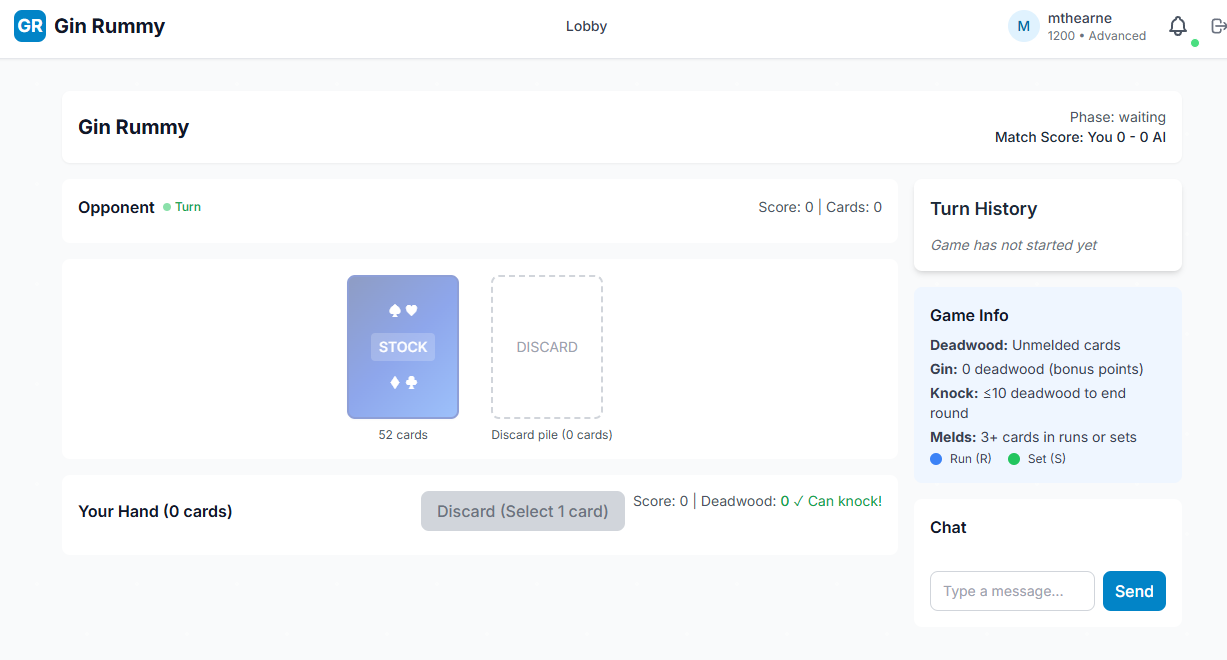 GR Gin Rummy
Lobby
M
mthearne
1200 • Advanced
Gin Rummy
Phase: waiting
Match Score: You 0 - 0 AI
Opponent
Turn
Score: 0 | Cards: 0
STOCK
52 cards
DISCARD
Discard pile (0 cards)
Your Hand (0 cards)
Discard (Select 1 card)
Score: 0 | Deadwood: 0 ✓ Can knock!
Turn History
Game has not started yet
Game Info
Deadwood: Unmelded cards
Gin: 0 deadwood (bonus points)
Knock: ≤10 deadwood to end
round
Melds: 3+ cards in runs or sets
Run (R) Set (S)
Chat
Type a message...
Send